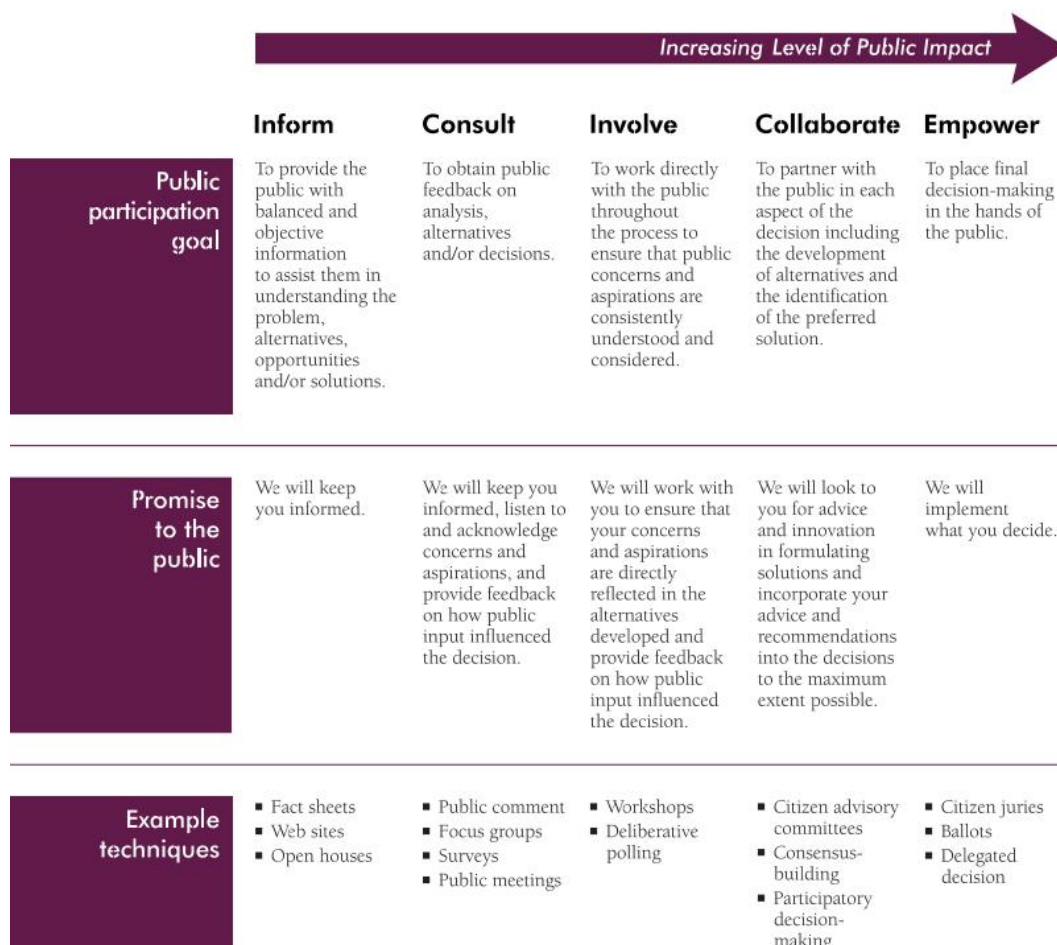 Increasing Level of Public Impact
Inform
Consult
Involve
Collaborate
Empower
Public
participation
goal
To provide the
public with
balanced and
objective
information
to assist them in
understanding the
problem,
alternatives,
opportunities
and/or solutions.
To obtain public
feedback on
analysis,
alternatives
and/or decisions.
To work directly
with the public
throughout
the process to
ensure that public
concerns and
aspirations are
consistently
understood and
considered.
To partner with
the public in each
aspect of the
decision including
the development
of alternatives and
the identification
of the preferred
solution.
To place final
decision-making
in the hands of
the public.
Promise
to the
public
We will keep
you informed.
We will keep you
informed, listen to
and acknowledge
concerns and
aspirations, and
provide feedback
on how public
input influenced
the decision.
We will work with
you to ensure that
your concerns
and aspirations
are directly
reflected in the
alternatives
developed and
provide feedback
on how public
input influenced
the decision.
We will look to
you for advice
and innovation
in formulating
solutions and
incorporate your
advice and
recommendations
into the decisions
to the maximum
extent possible.
We will
implement
what you decide.
Example
techniques
▪ Fact sheets
▪ Web sites
▪ Open houses
▪ Public comment
▪ Focus groups
▪ Surveys
▪ Public meetings
▪ Workshops
▪ Deliberative
polling
▪ Citizen advisory
committees
▪ Consensus-
building
▪ Participatory
decision-
making
▪ Citizen juries
▪ Ballots
▪ Delegated
decision